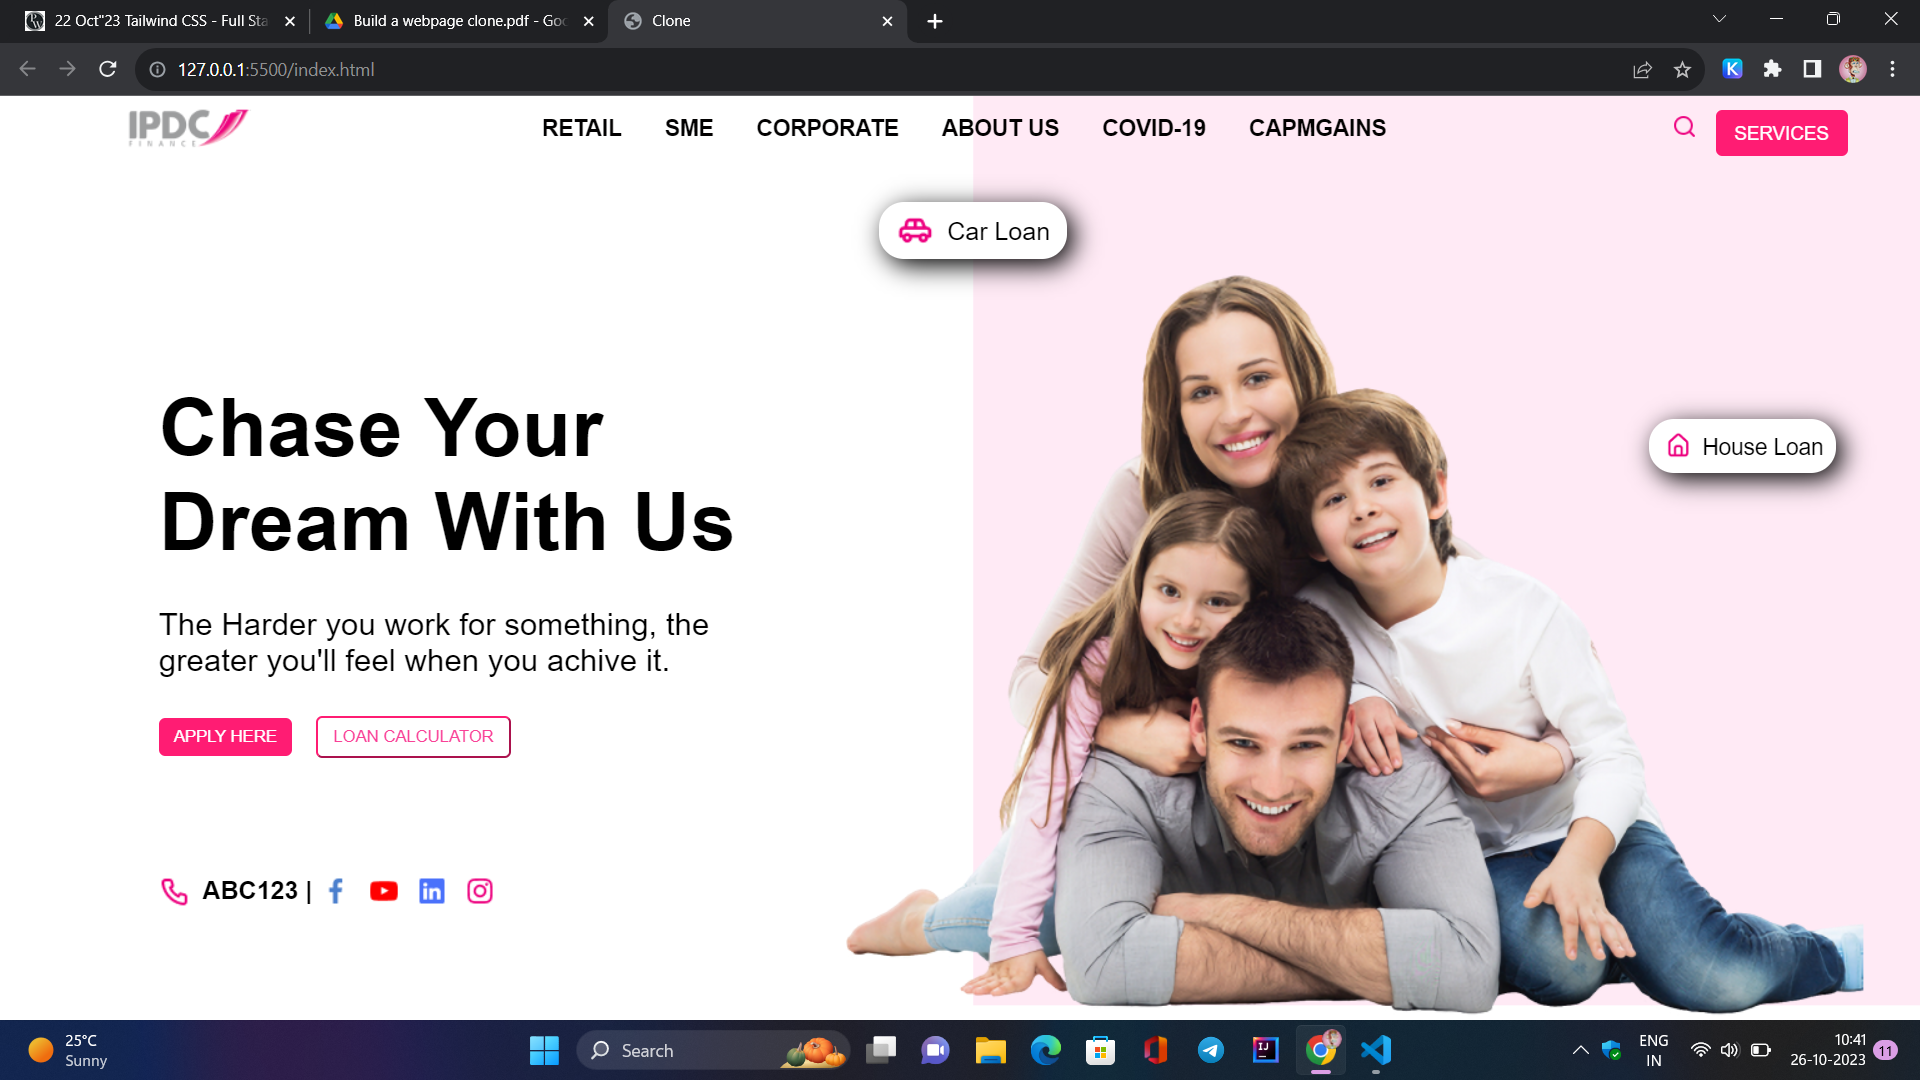 22 Oct"23 Tailwind CSS - Full Sta
Build a webpage clone.pdf - Goo
Clone
127.0.0.1:5500/index.html
IPDC
FINANCE
RETAIL SME CORPORATE ABOUT US COVID-19 CAPMGAINS
SERVICES
Car Loan
House Loan
Chase Your
Dream With Us
The Harder you work for something, the
greater you'll feel when you achive it.
APPLY HERE LOAN CALCULATOR
ABC123 |
25°C
Sunny
Search
ENG
IN
10:41
26-10-2023
11